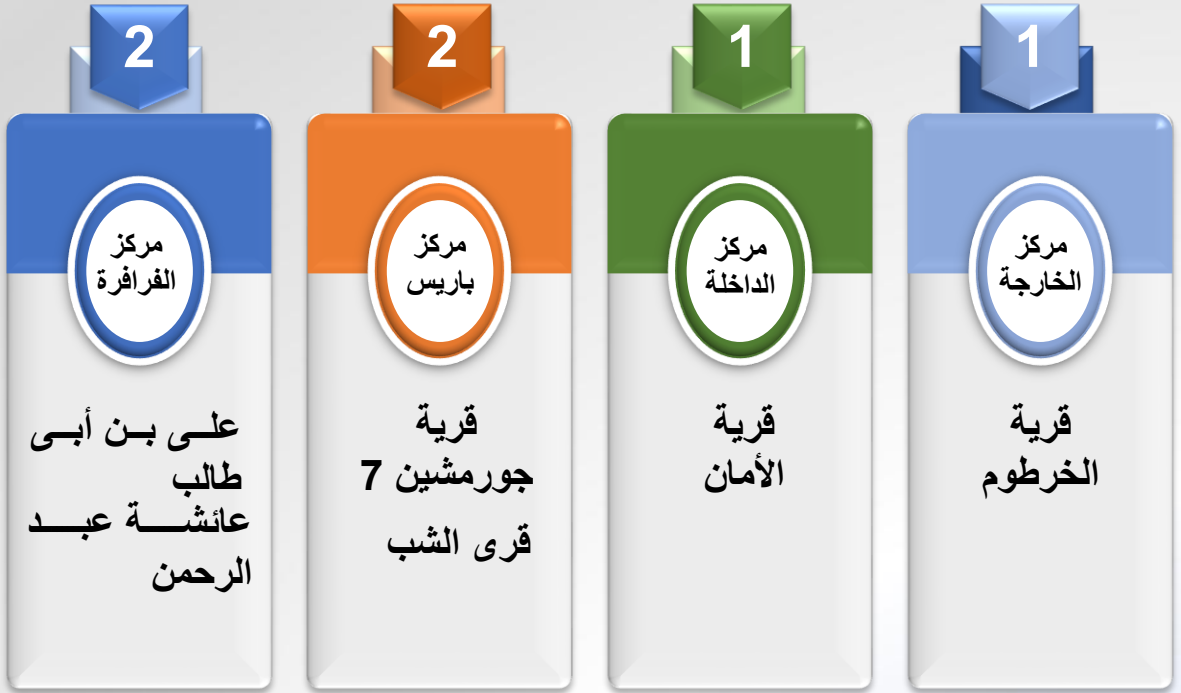 1
مركز
الخارجة
قرية
الخرطوم
1
مركز
الداخلة
قرية
الأمان
2
مركز
باريس
قرية
جورمشين 7
قرى الشب
2
مركز
الفرافرة
على بن أبى
طالب
عائشة عبد
الرحمن